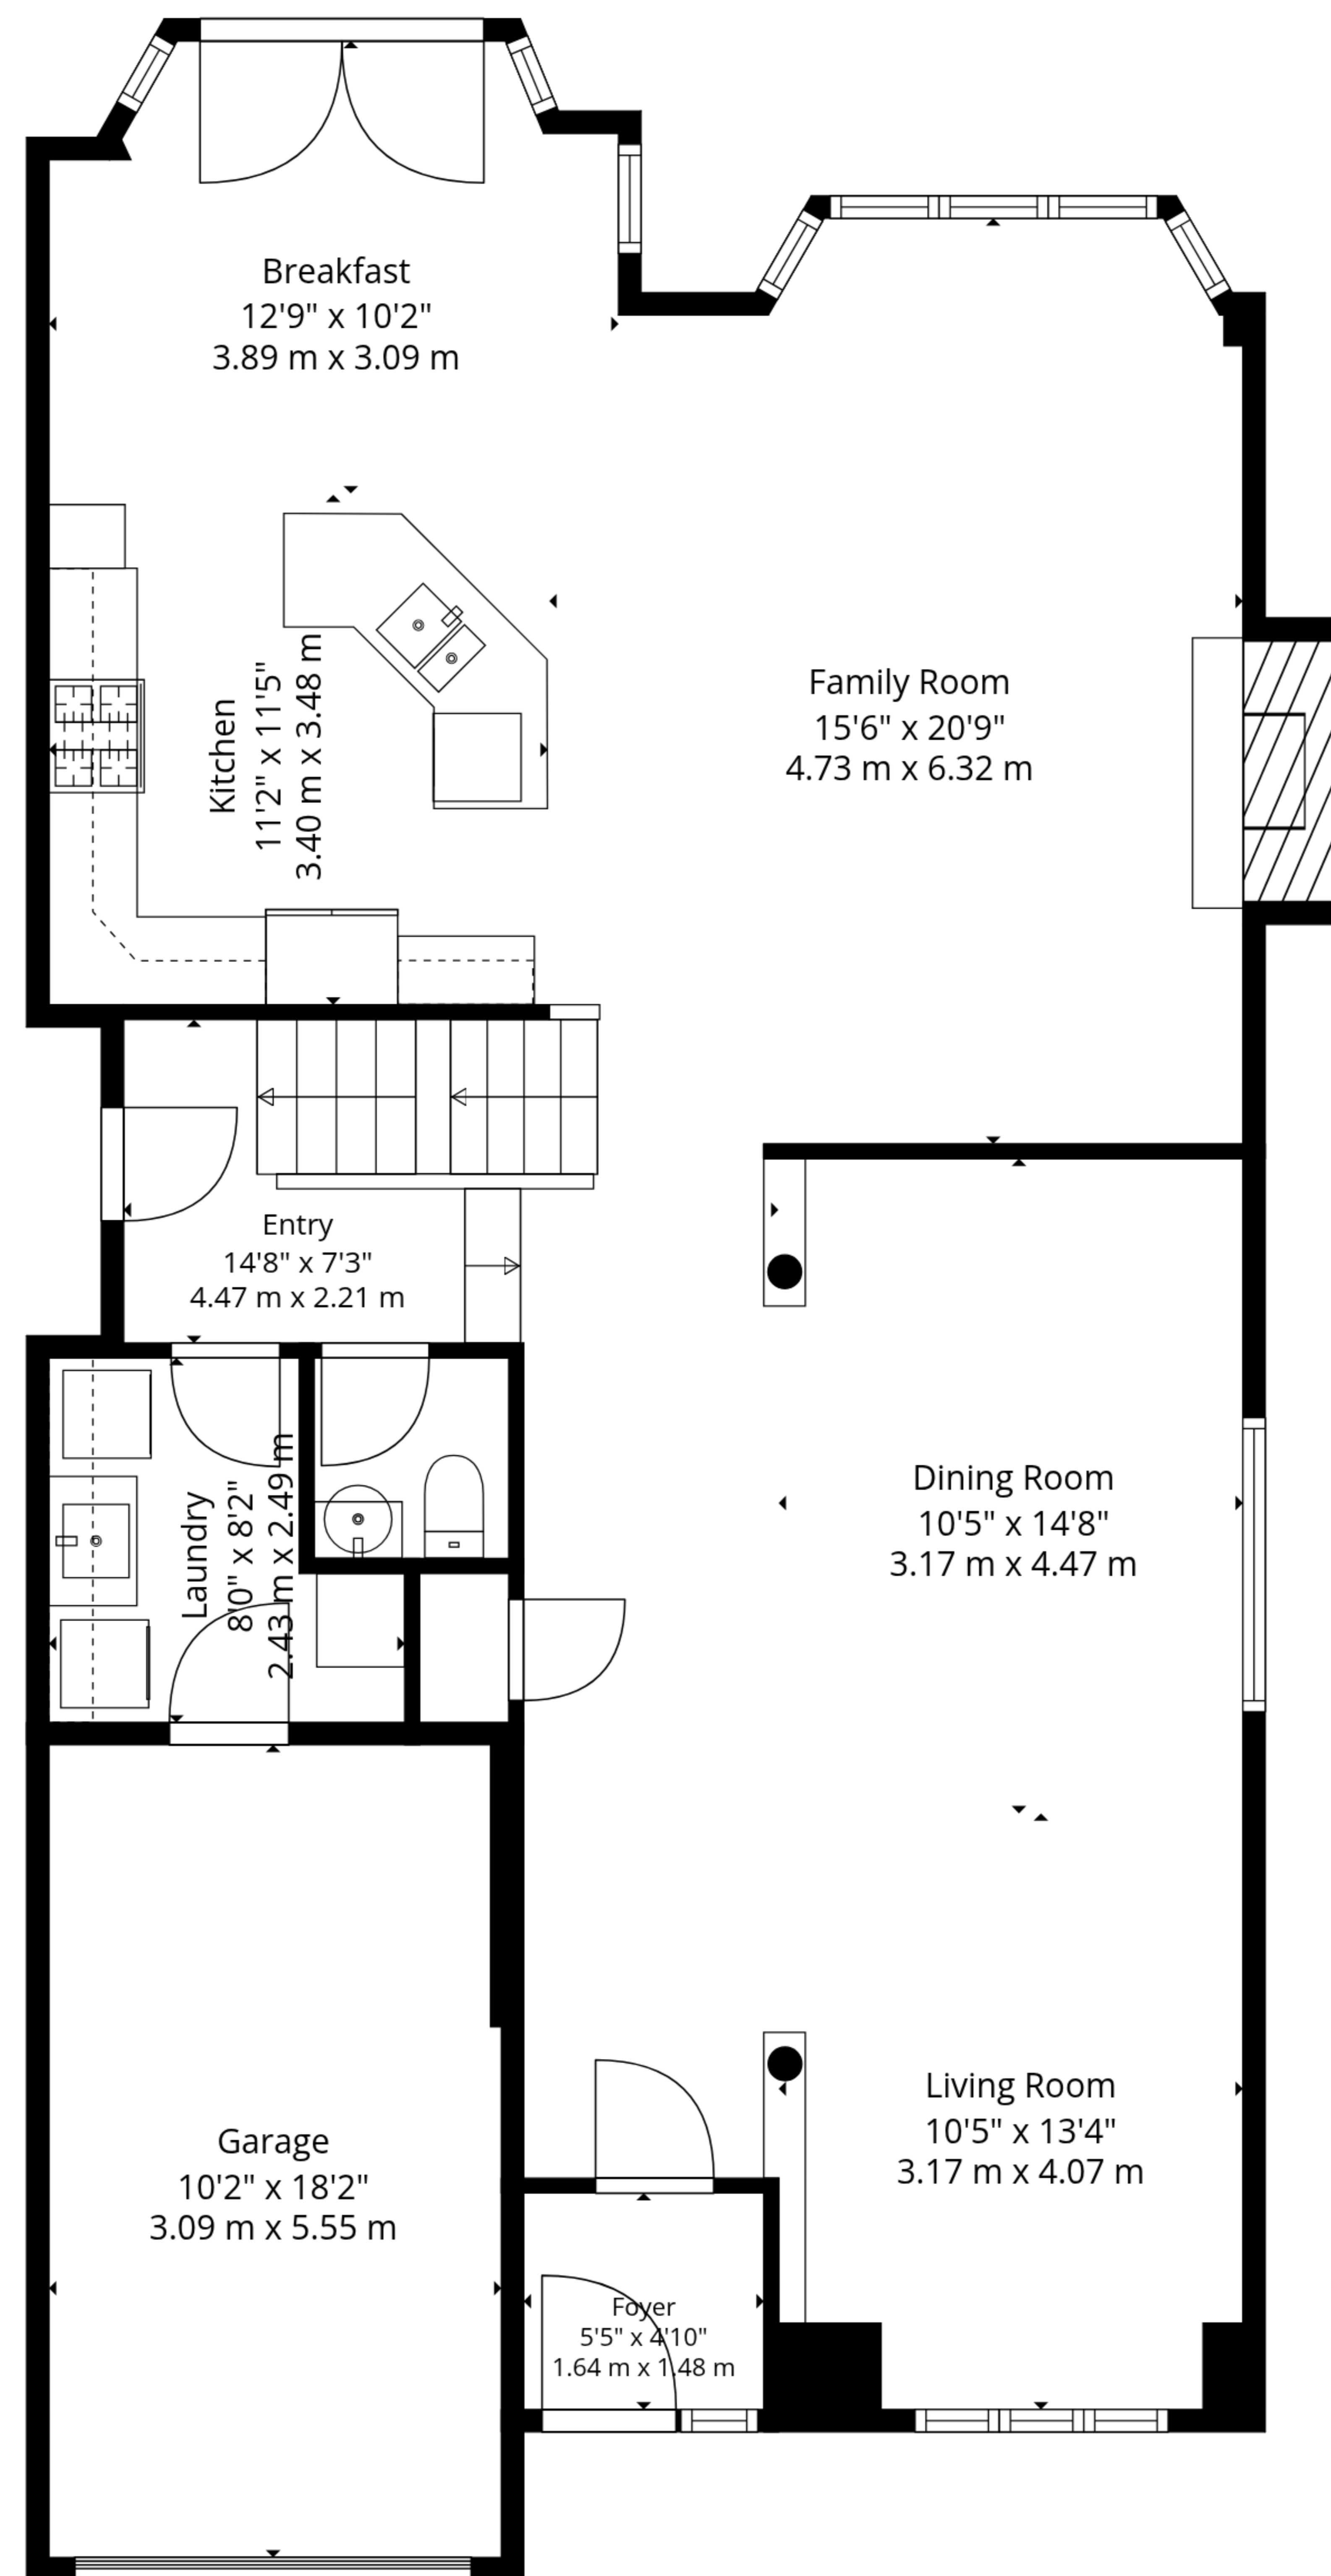 Breakfast
12'9" x 10'2"
3.89 m x 3.09 m
Kitchen
11'2" x 11'5"
3.40 m x 3.48 m
Family Room
15'6" x 20'9"
4.73 m x 6.32 m
Entry
14'8" x 7'3"
4.47 m x 2.21 m
Laundry
8'0" x 8'2"
2.43 m x 2.49 m
Dining Room
10'5" x 14'8"
3.17 m x 4.47 m
Living Room
10'5" x 13'4"
3.17 m x 4.07 m
Garage
10'2" x 18'2"
3.09 m x 5.55 m
Foyer
5'5" x 4'10"
1.64 m x 1.48 m